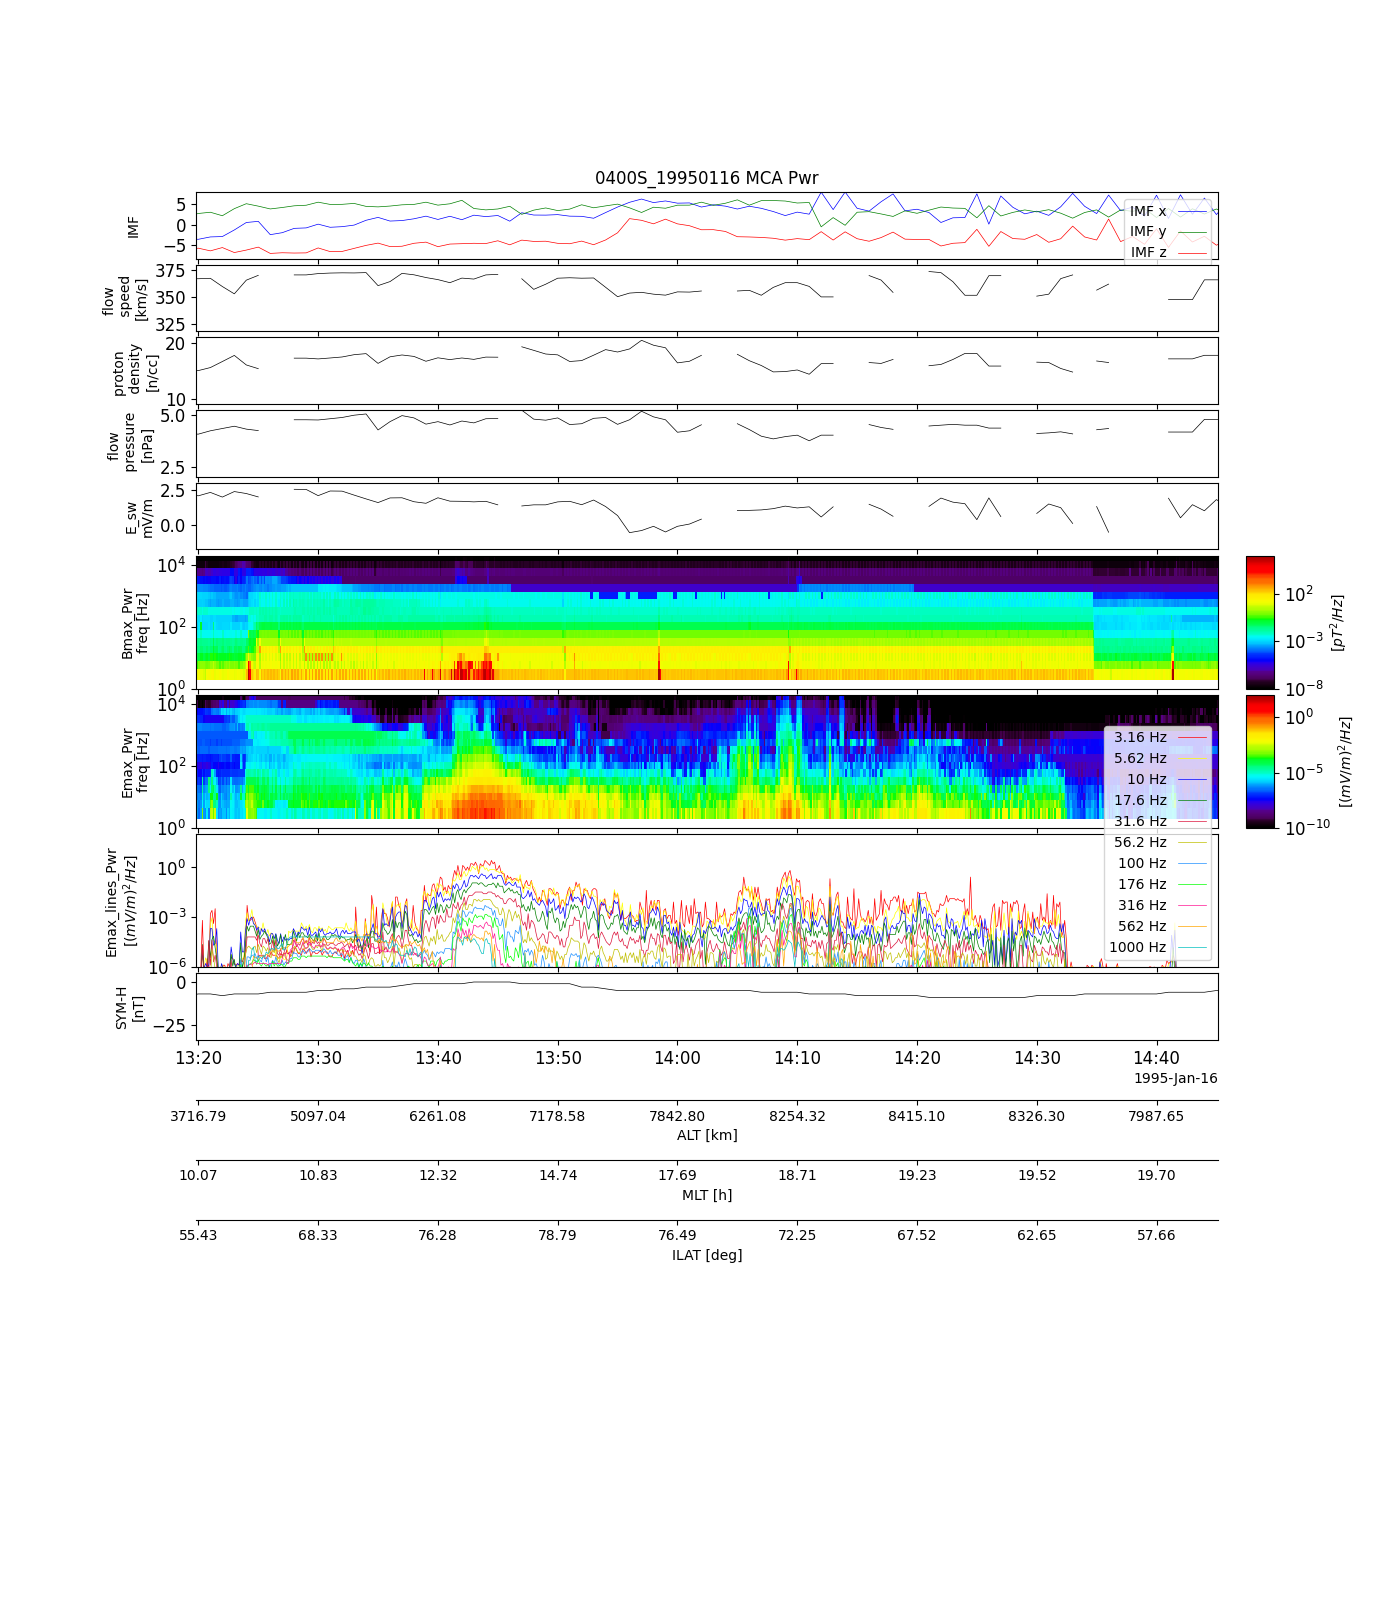 0400S_19950116 MCA Pwr
IMF
5
0
−5
IMF x
IMF y
IMF z
flow
speed
[km/s]
375
350
325
proton
density
[n/cc]
20
10
flow
pressure
[nPa]
5.0
2.5
E_sw
mV/m
2.5
0.0
Bmax_Pwr
freq [Hz]
10^4
10^2
10^0
10^2
10^−3
10^−8
[pT^2/Hz]
Emax_Pwr
freq [Hz]
10^4
10^2
10^0
10^0
10^−5
10^−10
[(mV/m)^2/Hz]
3.16 Hz
5.62 Hz
10 Hz
17.6 Hz
31.6 Hz
56.2 Hz
100 Hz
176 Hz
316 Hz
562 Hz
1000 Hz
Emax_lines_Pwr
[(mV/m)^2/Hz]
10^0
10^−3
10^−6
SYM-H
[nT]
0
−25
13:20 13:30 13:40 13:50 14:00 14:10 14:20 14:30 14:40
1995-Jan-16
3716.79 5097.04 6261.08 7178.58 7842.80 8254.32 8415.10 8326.30 7987.65
ALT [km]
10.07 10.83 12.32 14.74 17.69 18.71 19.23 19.52 19.70
MLT [h]
55.43 68.33 76.28 78.79 76.49 72.25 67.52 62.65 57.66
ILAT [deg]